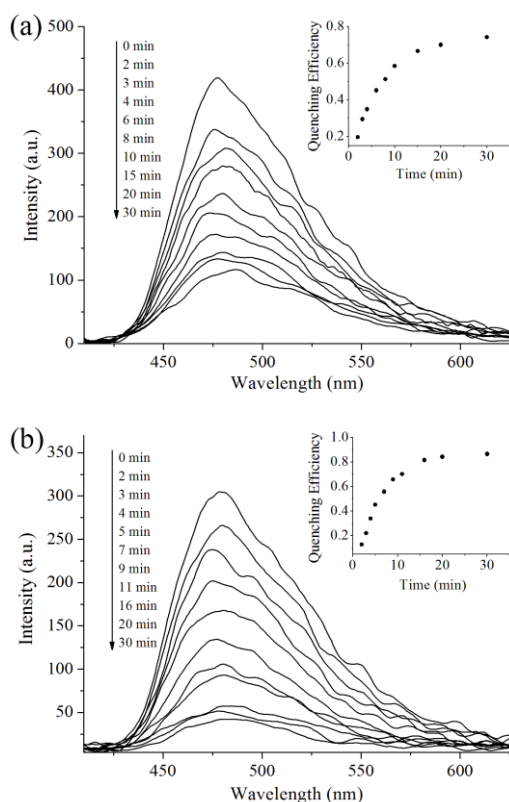 (a)
500
400
300
200
100
0
Intensity (a.u.)
0 min
2 min
3 min
4 min
6 min
8 min
10 min
15 min
20 min
30 min
0.8
0.6
0.4
0.2
Quenching Efficiency
0 10 20 30
Time (min)
450 500 550 600
Wavelength (nm)
(b)
350
300
250
200
150
100
50
Intensity (a.u.)
0 min
2 min
3 min
4 min
5 min
7 min
9 min
11 min
16 min
20 min
30 min
1.0
0.8
0.6
0.4
0.2
Quenching Efficiency
0 10 20 30
Time (min)
450 500 550 600
Wavelength (nm)